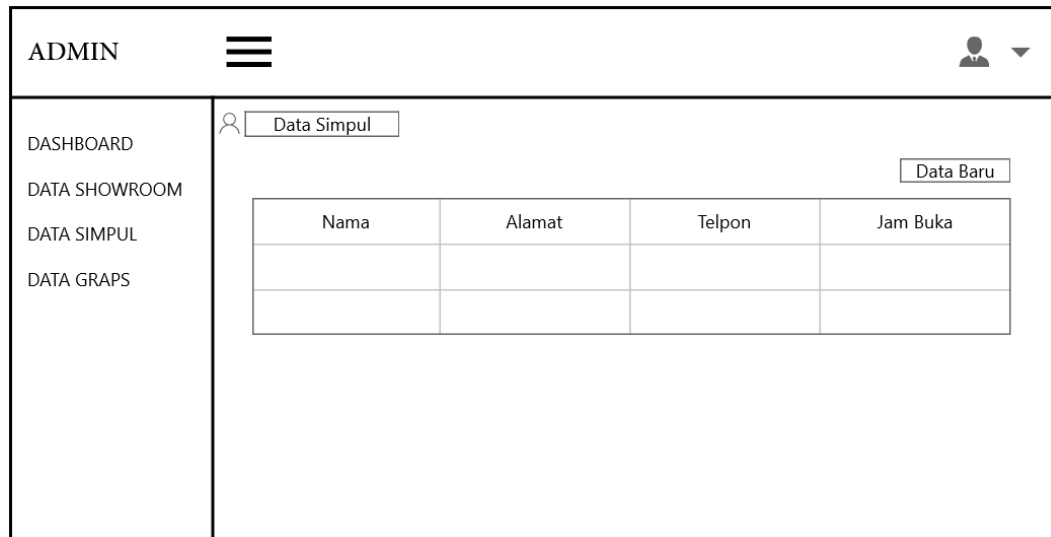 ADMIN
DASHBOARD
DATA SHOWROOM
DATA SIMPUL
DATA GRAPS
Data Simpul
Data Baru
Nama Alamat Telpon Jam Buka